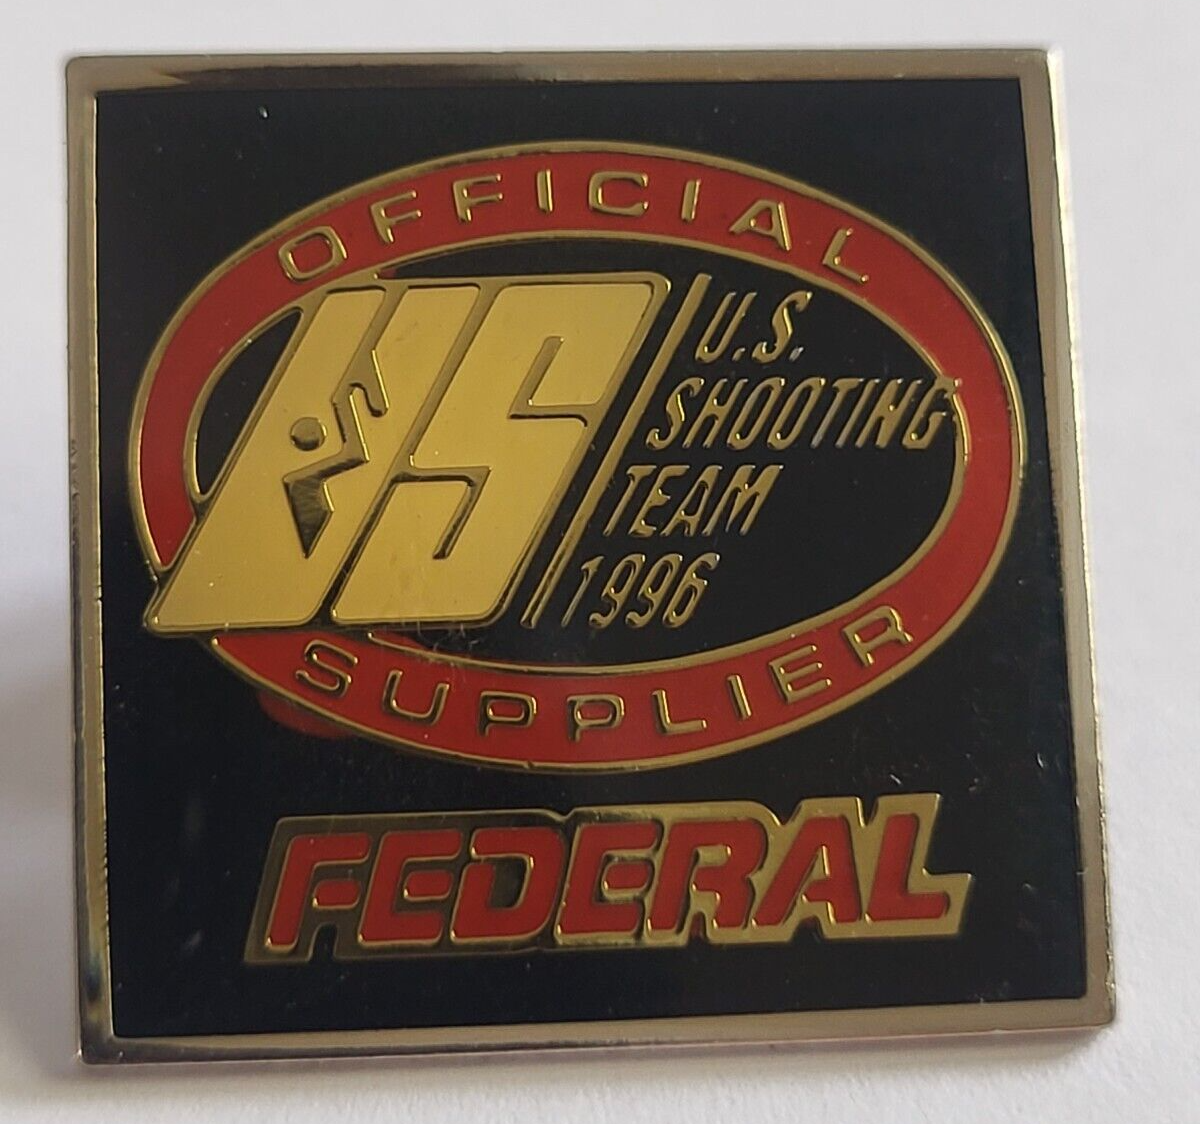 OFFICIAL
US
U.S.
SHOOTING
TEAM
1996
SUPPLIER
FEDERAL